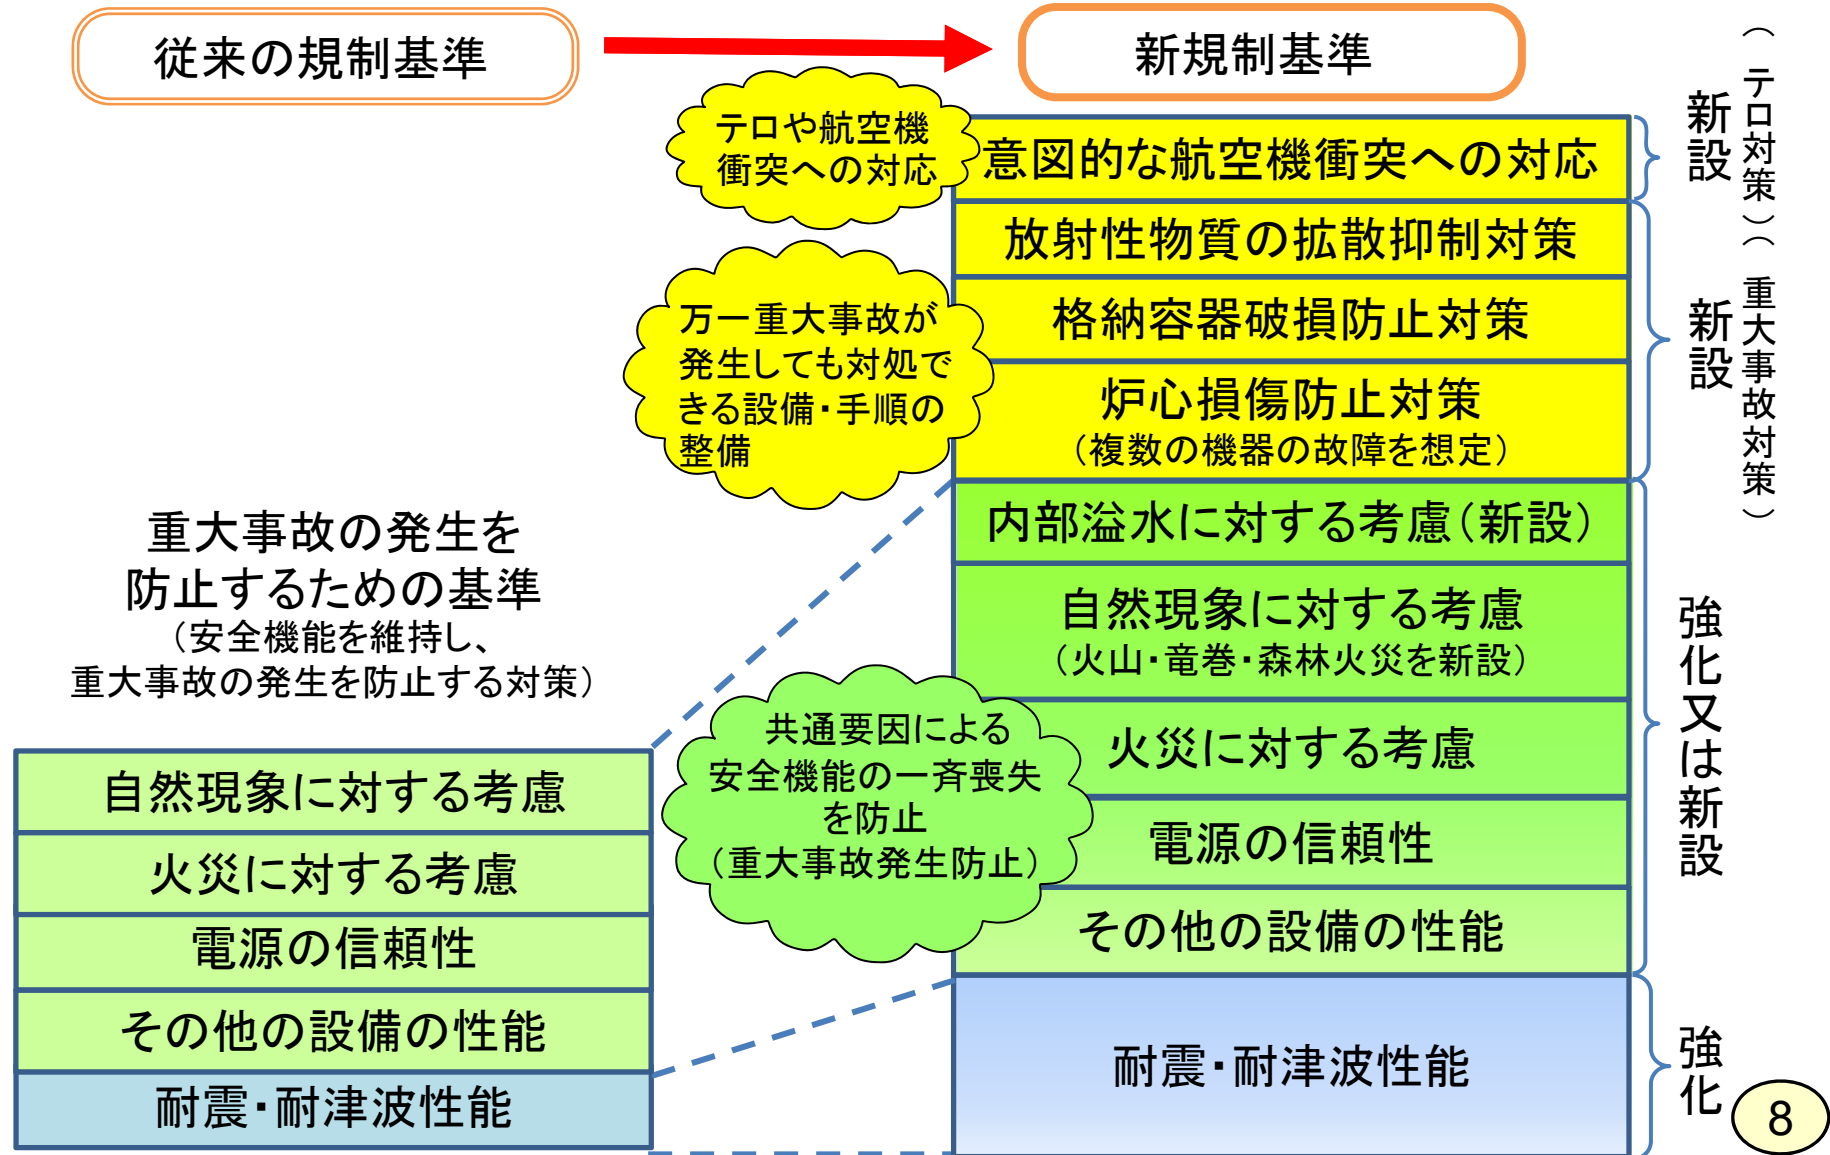 従来の規制基準
新規制基準
テロや航空機
衝突への対応
意図的な航空機衝突への対応
放射性物質の拡散抑制対策
万一重大事故が
発生しても対処で
きる設備・手順の
整備
格納容器破損防止対策
炉心損傷防止対策
（複数の機器の故障を想定）
新設
（テロ対策）
新設
（重大事故対策）
重大事故の発生を
防止するための基準
（安全機能を維持し、
重大事故の発生を防止する対策）
自然現象に対する考慮
火災に対する考慮
電源の信頼性
その他の設備の性能
耐震・耐津波性能
共通要因による
安全機能の一斉喪失
を防止
（重大事故発生防止）
内部溢水に対する考慮（新設）
自然現象に対する考慮
（火山・竜巻・森林火災を新設）
火災に対する考慮
電源の信頼性
その他の設備の性能
耐震・耐津波性能
強化又は新設
強化
8